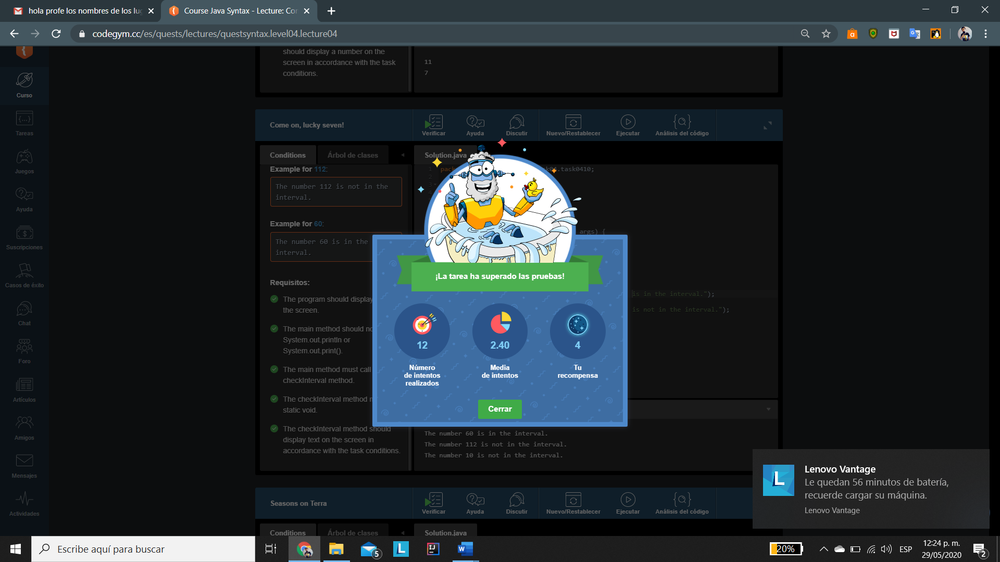 hola profe los nombres de los lug
Course Java Syntax - Lecture: Cor
codegym.cc/es/quests/lectures/questsyntax.level04.lecture04
Curso
Tareas
Juegos
Ayuda
Suscripciones
Casos de éxito
Chat
Foro
Artículos
Amigos
Mensajes
Actividades
should display a number on the
screen in accordance with the task
conditions.
11
7
Come on, lucky seven!
Verificar
Ayuda
Discutir
Nuevo/Restablecer
Ejecutar
Análisis del código
Conditions
Árbol de clases
Solution.java
Example for 112:
The number 112 is not in the
interval.
Example for 60:
The number 60 is in the
interval.
Requisitos:
The program should display
the screen.
The main method should no
System.out.println or
System.out.print().
The main method must call
checkInterval method.
The checkInterval method m
static void.
The checkInterval method should
display text on the screen in
accordance with the task conditions.
1
pack
.task0410;
2
3
args) {
is in the interval.");
is not in the interval.");
¡La tarea ha superado las pruebas!
12
2.40
4
Número
de intentos
realizados
Media
de intentos
Tu
recompensa
Cerrar
The number 60 is in the interval.
The number 112 is not in the interval.
The number 10 is not in the interval.
Seasons on Terra
Verificar
Ayuda
Discutir
Nuevo/Restablecer
Ejecutar
Análisis del código
Conditions
Árbol de clases
Solution.java
Lenovo Vantage
Le quedan 56 minutos de batería,
recuerde cargar su máquina.
Lenovo Vantage
Escribe aquí para buscar
5
L
IJ
W
20%
ESP
12:24 p. m.
29/05/2020
2